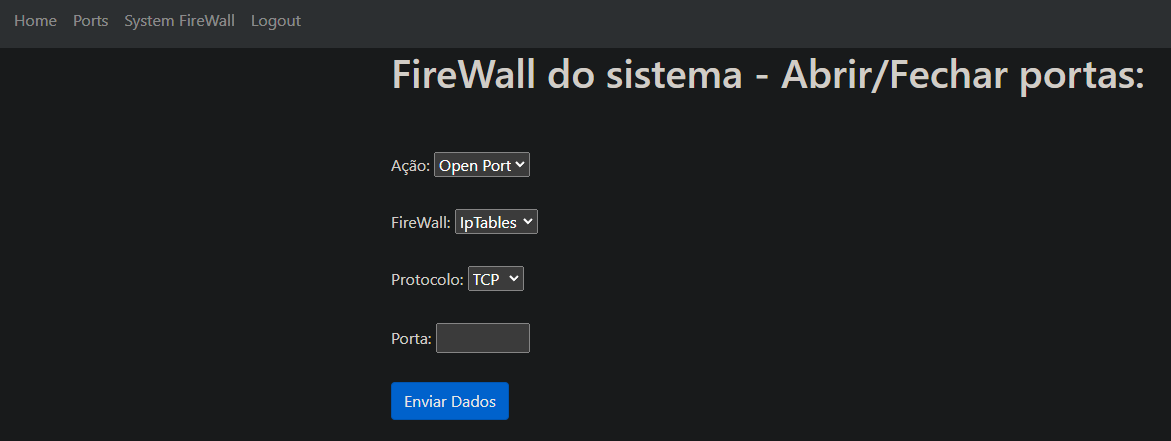 Home Ports System FireWall Logout
FireWall do sistema - Abrir/Fechar portas:
Ação: Open Port
FireWall: IpTables
Protocolo: TCP
Porta:
Enviar Dados